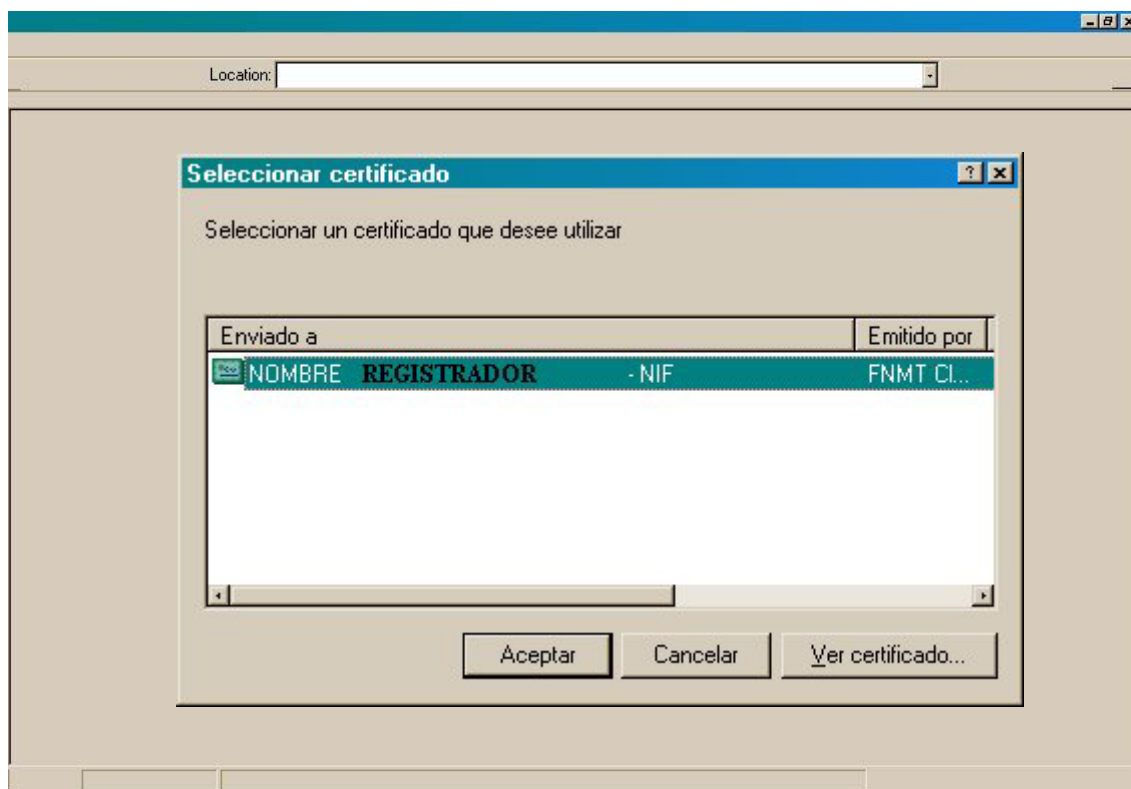 Location:
Seleccionar certificado
Seleccionar un certificado que desee utilizar
Enviado a Emitido por
NOMBRE REGISTRADOR - NIF FNMT Cl...
Aceptar Cancelar Ver certificado...